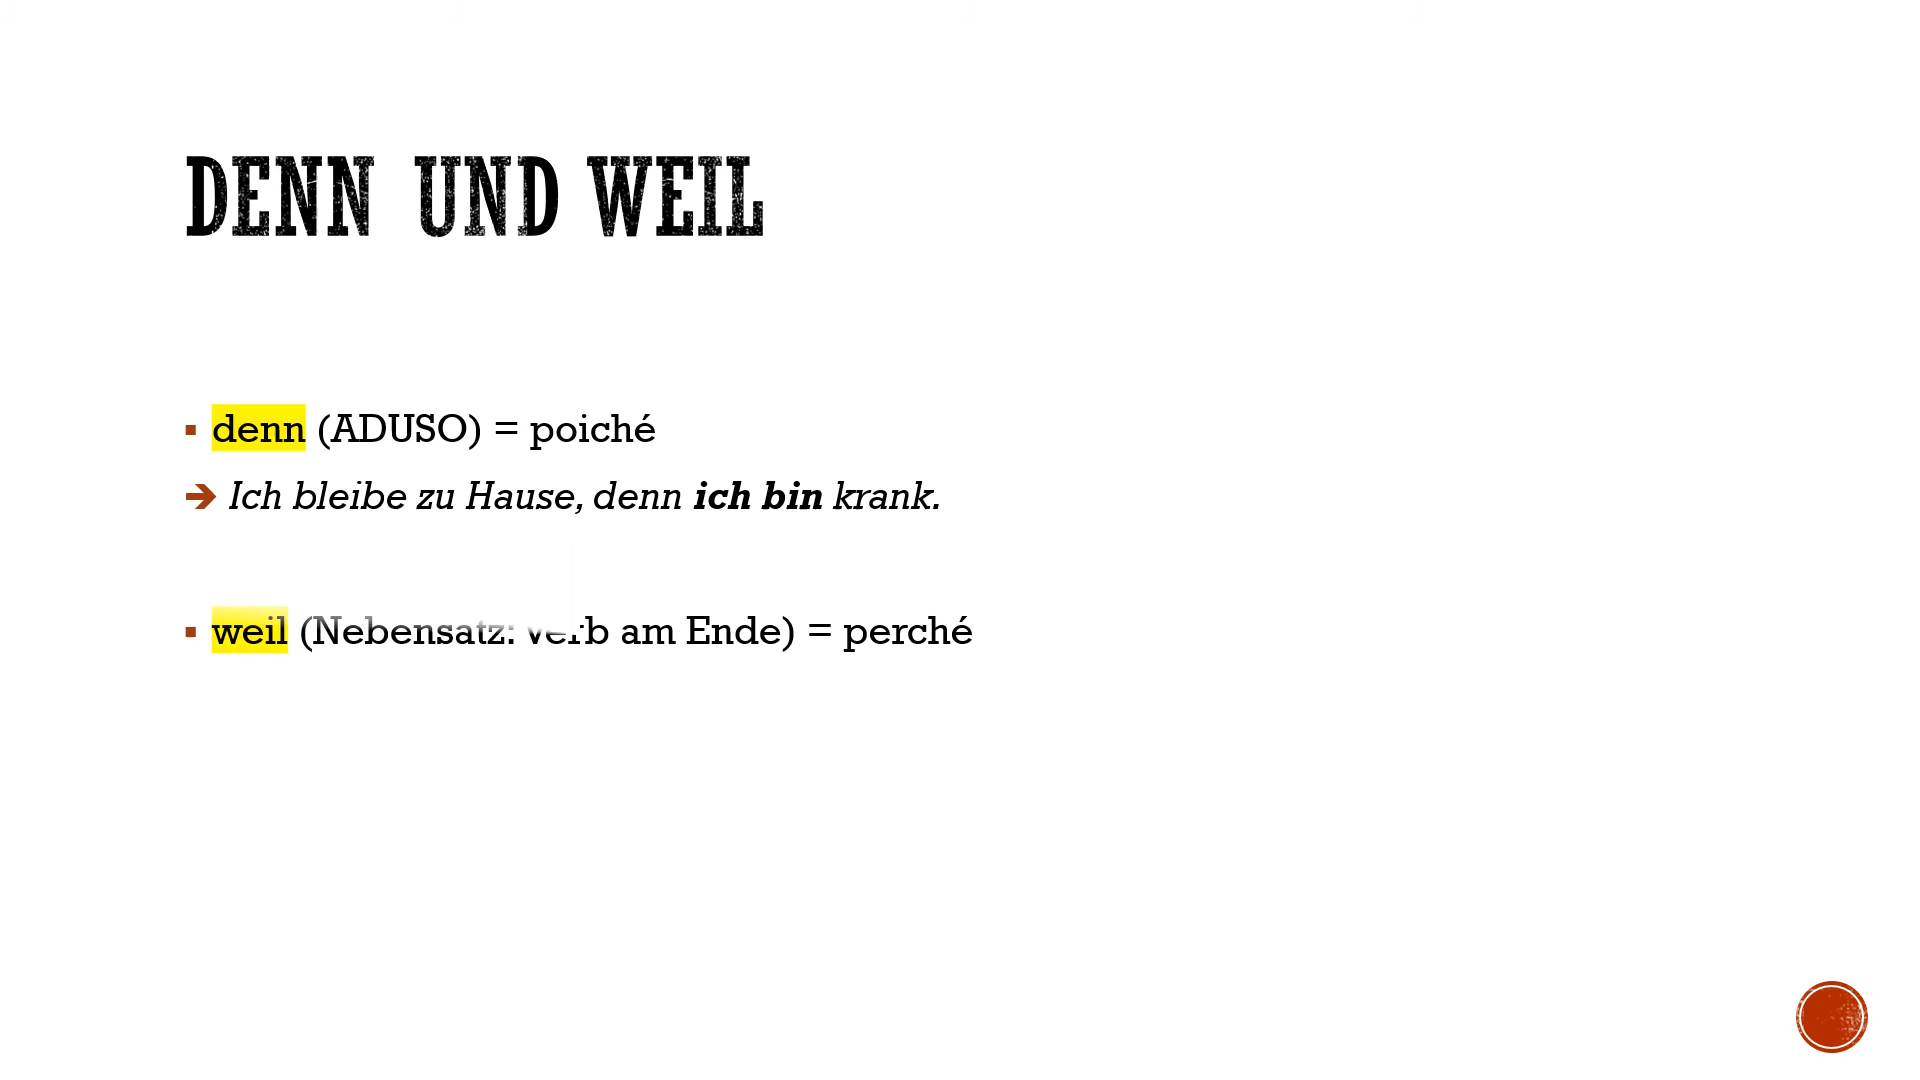 DENN UND WEIL
▪ denn (ADUSO) = poiché
➔ Ich bleibe zu Hause, denn ich bin krank.
▪ weil (Nebensatz: Verb am Ende) = perché